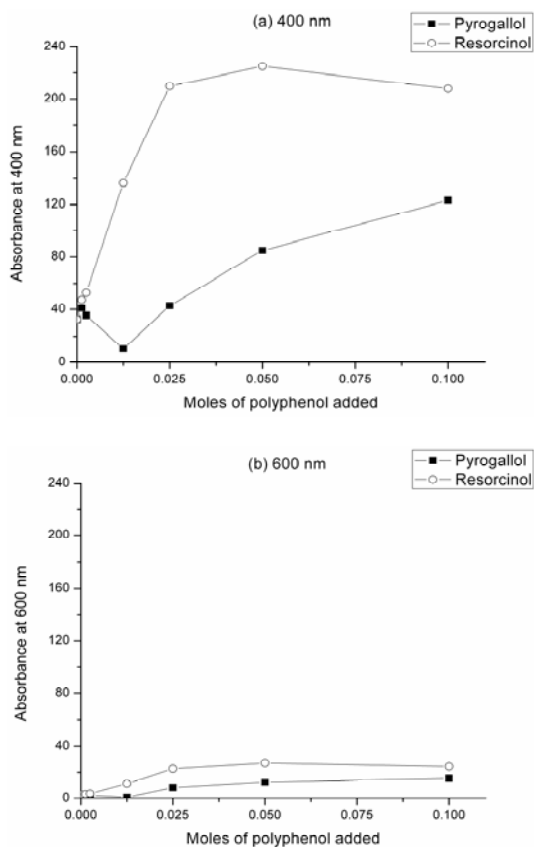 (a) 400 nm
Pyrogallol
Resorcinol
240
200
160
120
80
40
0
Absorbance at 400 nm
0.000 0.025 0.050 0.075 0.100
Moles of polyphenol added
(b) 600 nm
Pyrogallol
Resorcinol
240
200
160
120
80
40
0
Absorbance at 600 nm
0.000 0.025 0.050 0.075 0.100
Moles of polyphenol added